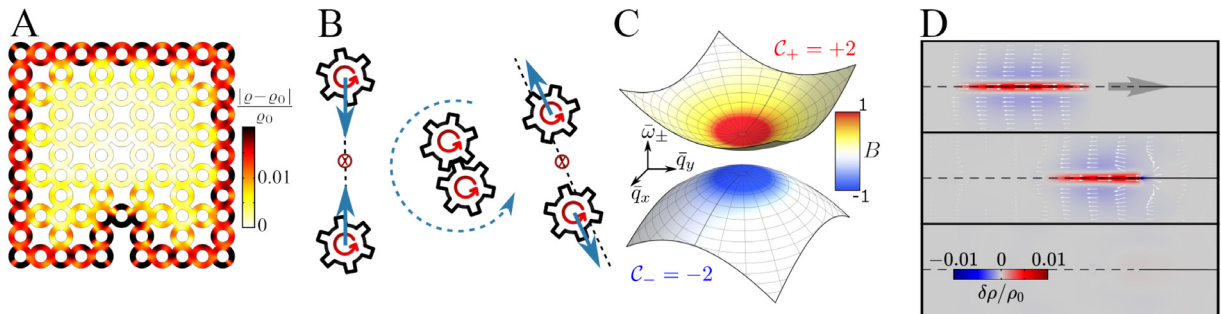 A
|ϱ−ϱ₀|
ϱ₀
0.01
0
B
C
C₊ = +2
ω̄±
q̄y
q̄x
1
B
-1
C₋ = −2
D
−0.01 0 0.01
δρ/ρ₀